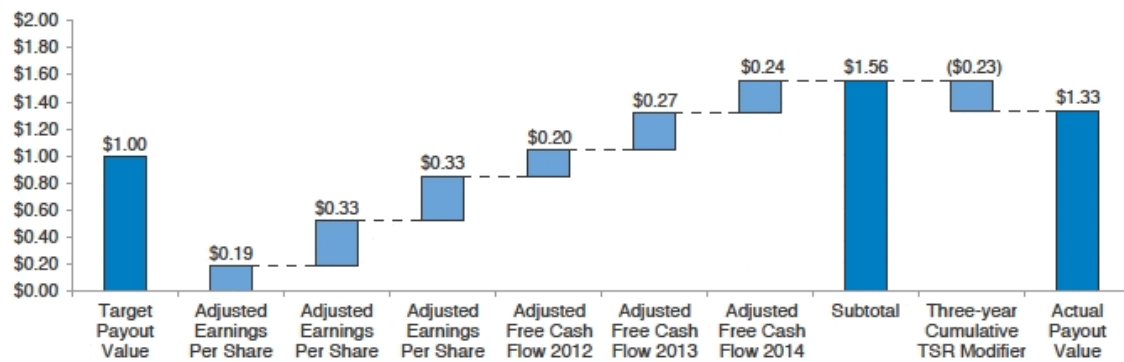 $2.00
$1.80
$1.60
$1.40
$1.20
$1.00
$0.80
$0.60
$0.40
$0.20
$0.00
$1.00
$0.19
$0.33
$0.33
$0.20
$0.27
$0.24
$1.56
($0.23)
$1.33
Target
Payout
Value
Adjusted
Earnings
Per Share
Adjusted
Earnings
Per Share
Adjusted
Earnings
Per Share
Adjusted
Free Cash
Flow 2012
Adjusted
Free Cash
Flow 2013
Adjusted
Free Cash
Flow 2014
Subtotal
Three-year
Cumulative
TSR Modifier
Actual
Payout
Value